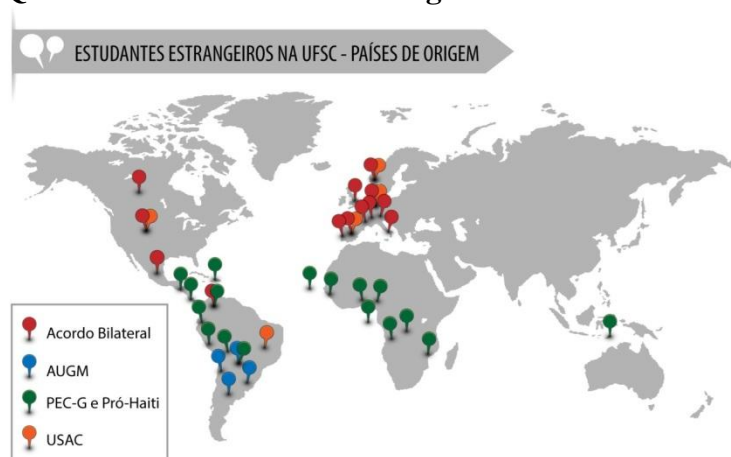 ESTUDANTES ESTRANGEIROS NA UFSC - PAÍSES DE ORIGEM
Acordo Bilateral
AUGM
PEC-G e Pró-Haiti
USAC